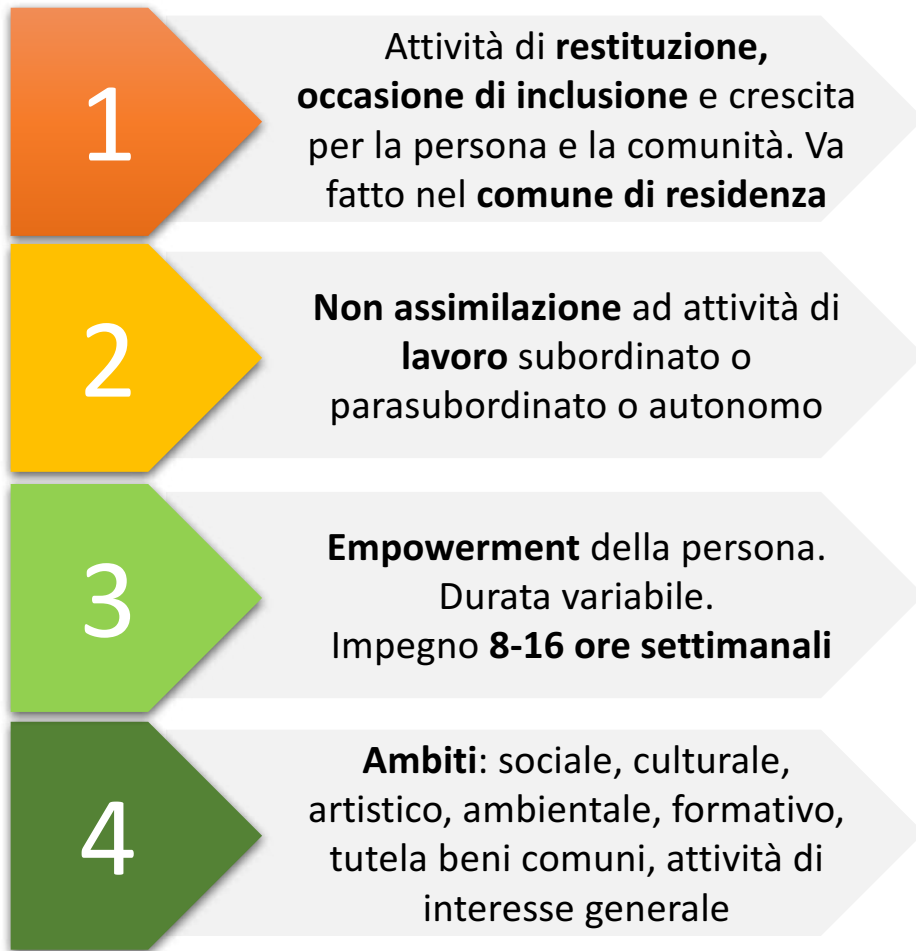 1
Attività di restituzione,
occasione di inclusione e crescita
per la persona e la comunità. Va
fatto nel comune di residenza
2
Non assimilazione ad attività di
lavoro subordinato o
parasubordinato o autonomo
3
Empowerment della persona.
Durata variabile.
Impegno 8-16 ore settimanali
4
Ambiti: sociale, culturale,
artistico, ambientale, formativo,
tutela beni comuni, attività di
interesse generale